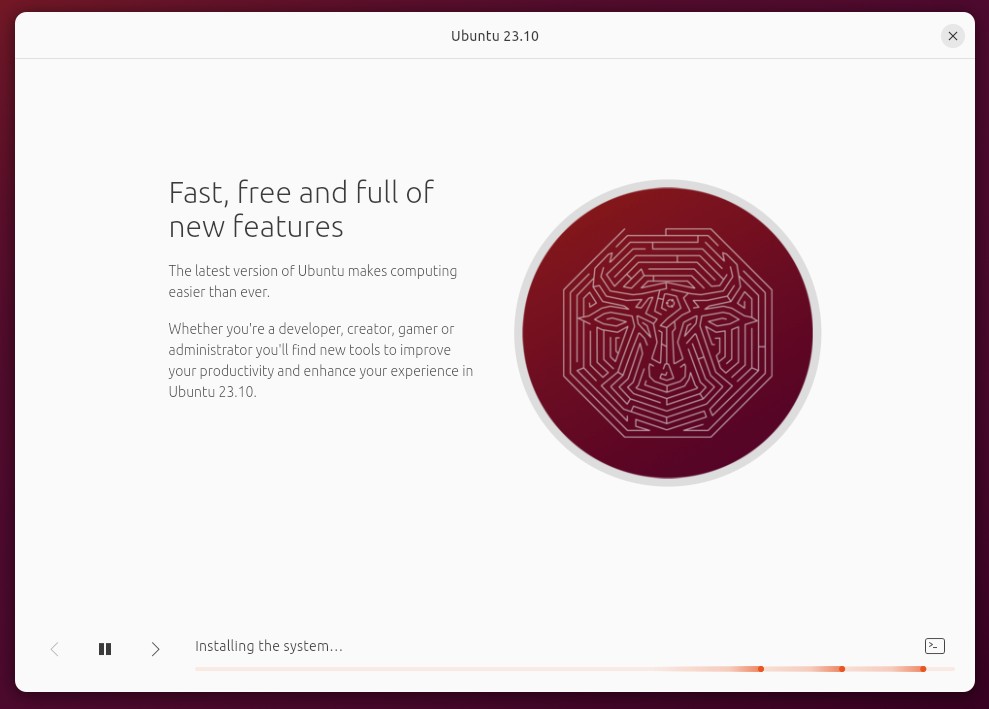 Ubuntu 23.10
Fast, free and full of
new features
The latest version of Ubuntu makes computing
easier than ever.
Whether you're a developer, creator, gamer or
administrator you'll find new tools to improve
your productivity and enhance your experience in
Ubuntu 23.10.
Installing the system…